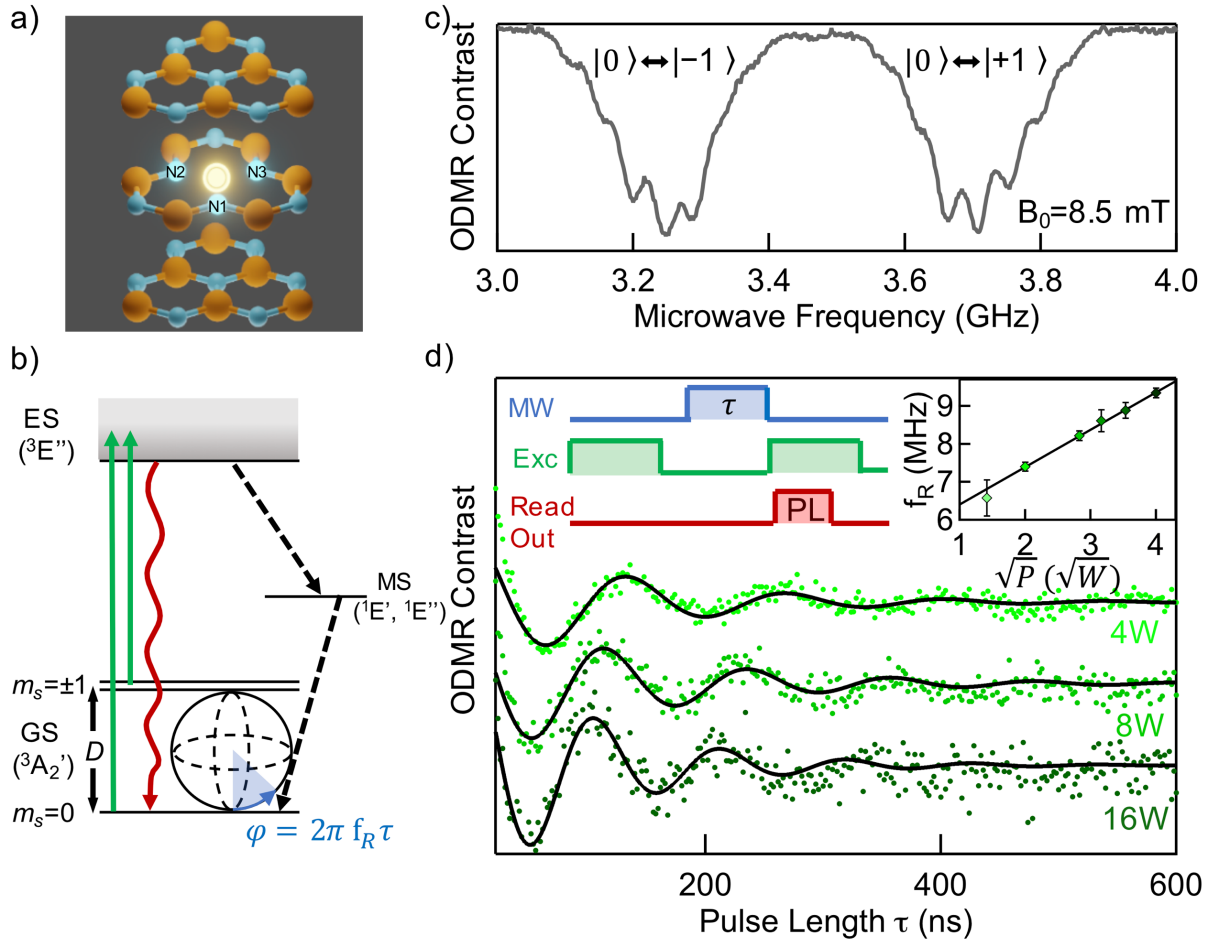 a)
N2
N3
N1
b)
ES
(³E’’)
MS
(¹E’, ¹E’’)
mₛ=±1
GS
(³A₂’)
D
mₛ=0
φ = 2π f_R τ
c)
ODMR Contrast
|0 ⟩↔|−1 ⟩
|0 ⟩↔|+1 ⟩
B₀=8.5 mT
3.0
3.2
3.4
3.6
3.8
4.0
Microwave Frequency (GHz)
d)
ODMR Contrast
MW
τ
Exc
Read
Out
PL
f_R (MHz)
9
8
7
6
1
2
3
4
√P (√W)
4W
8W
16W
200
400
600
Pulse Length τ (ns)